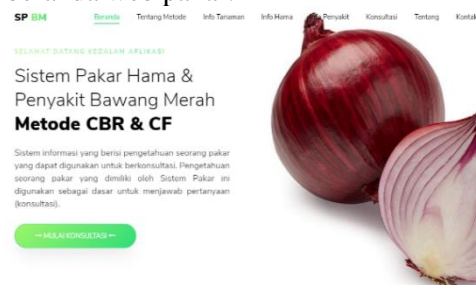 SP BM
Beranda Tentang Metode Info Tanaman Info Hama Penyakit Konsultasi Tentang Kontak
SELAMAT DATANG KEDALAM APLIKASI
Sistem Pakar Hama &
Penyakit Bawang Merah
Metode CBR & CF
Sistem informasi yang berisi pengetahuan seorang pakar
yang dapat digunakan untuk berkonsultasi. Pengetahuan
seorang pakar yang dimiliki oleh Sistem Pakar ini
digunakan sebagai dasar untuk menjawab pertanyaan
(konsultasi).
MULAI KONSULTASI